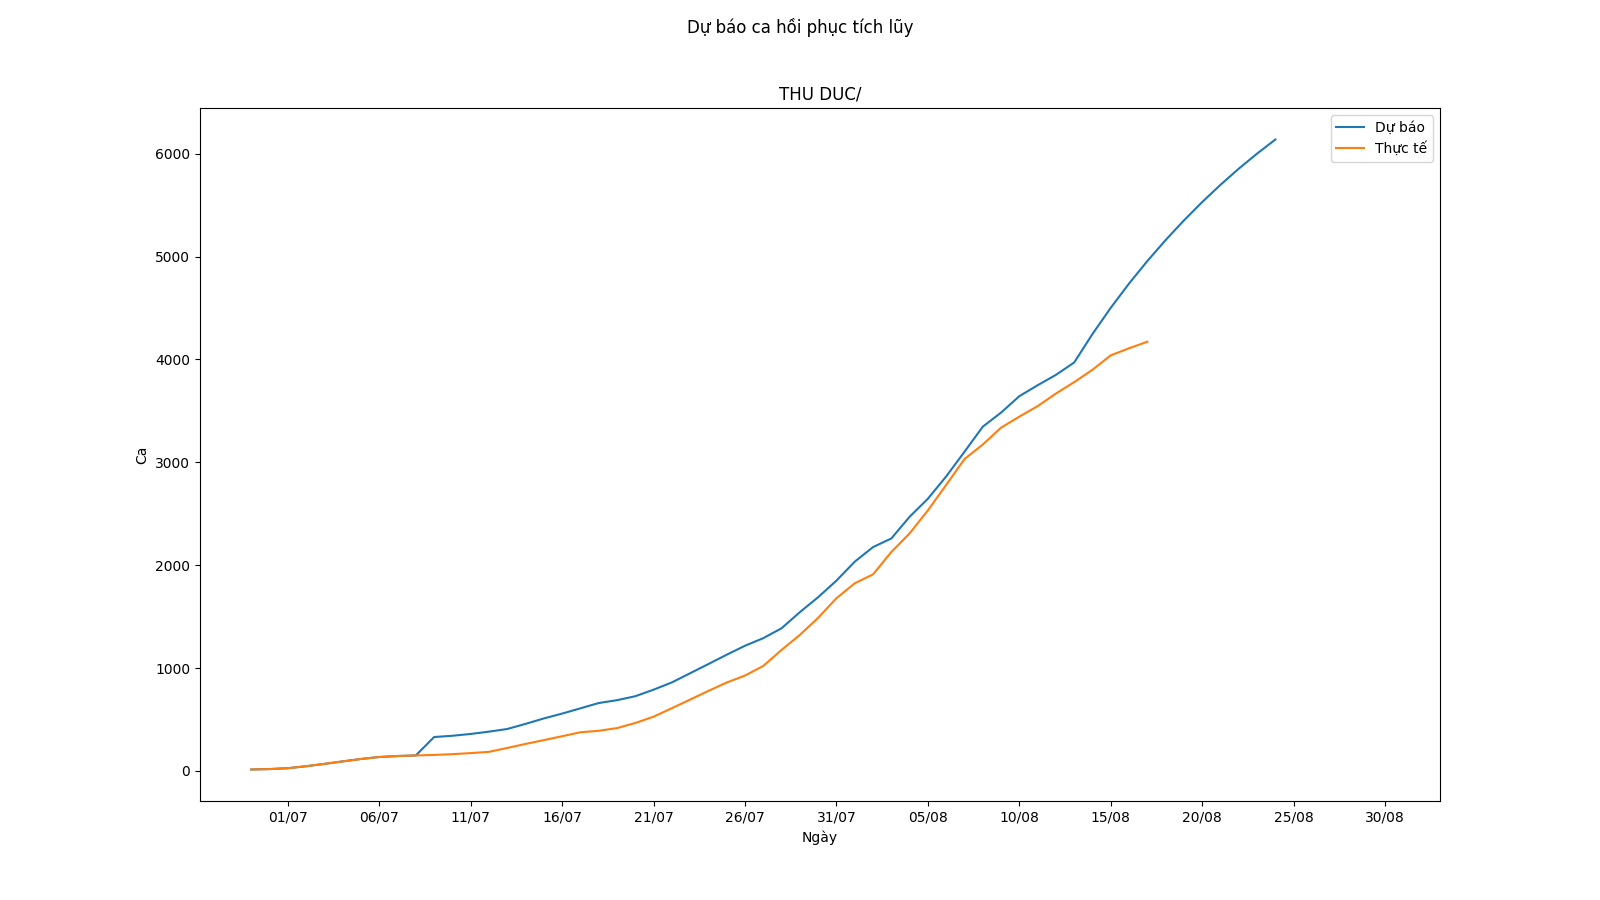 Dự báo ca hồi phục tích lũy
THU DUC/
Dự báo
Thực tế
6000
5000
4000
3000
2000
1000
0
Ca
01/07 06/07 11/07 16/07 21/07 26/07 31/07 05/08 10/08 15/08 20/08 25/08 30/08
Ngày